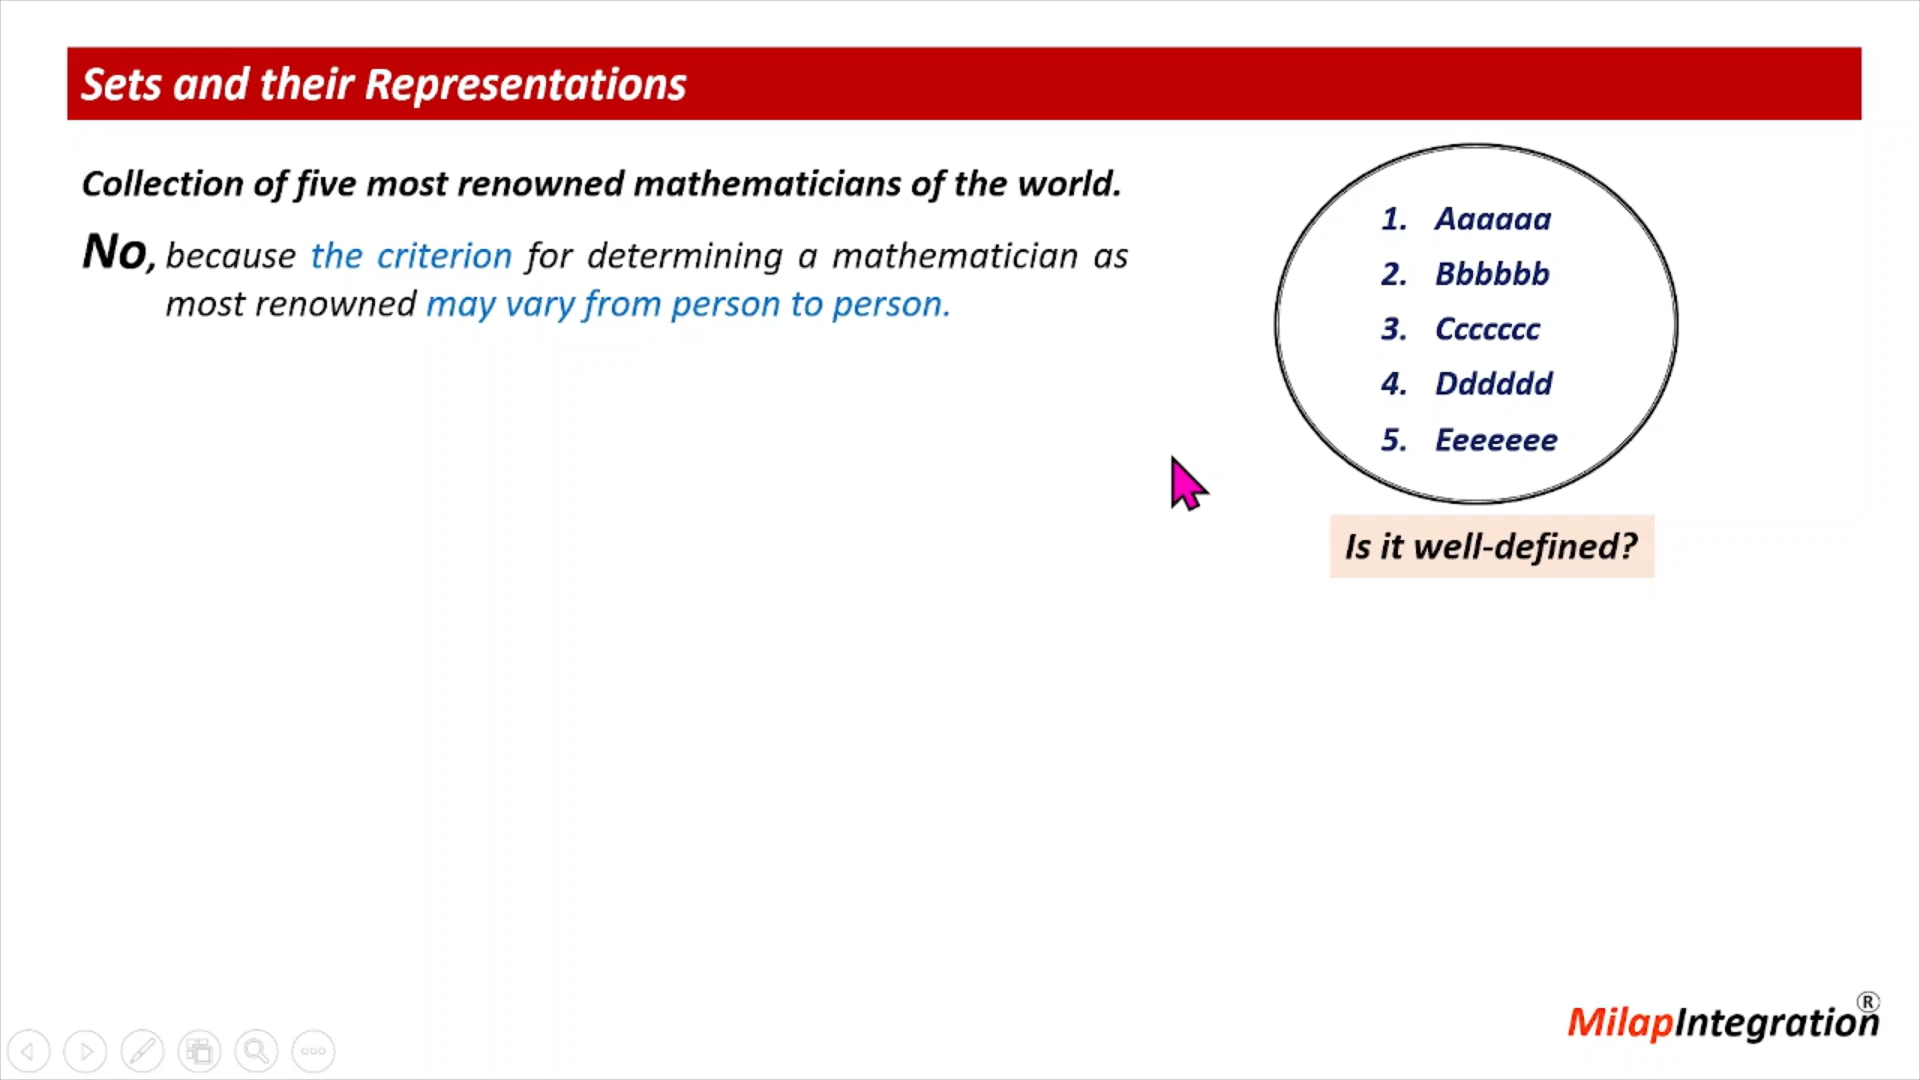 Sets and their Representations
Collection of five most renowned mathematicians of the world.
No, because the criterion for determining a mathematician as
most renowned may vary from person to person.
1. Aaaaaa
2. Bbbbbb
3. Ccccccc
4. Dddddd
5. Eeeeeee
Is it well-defined?
MilapIntegration®